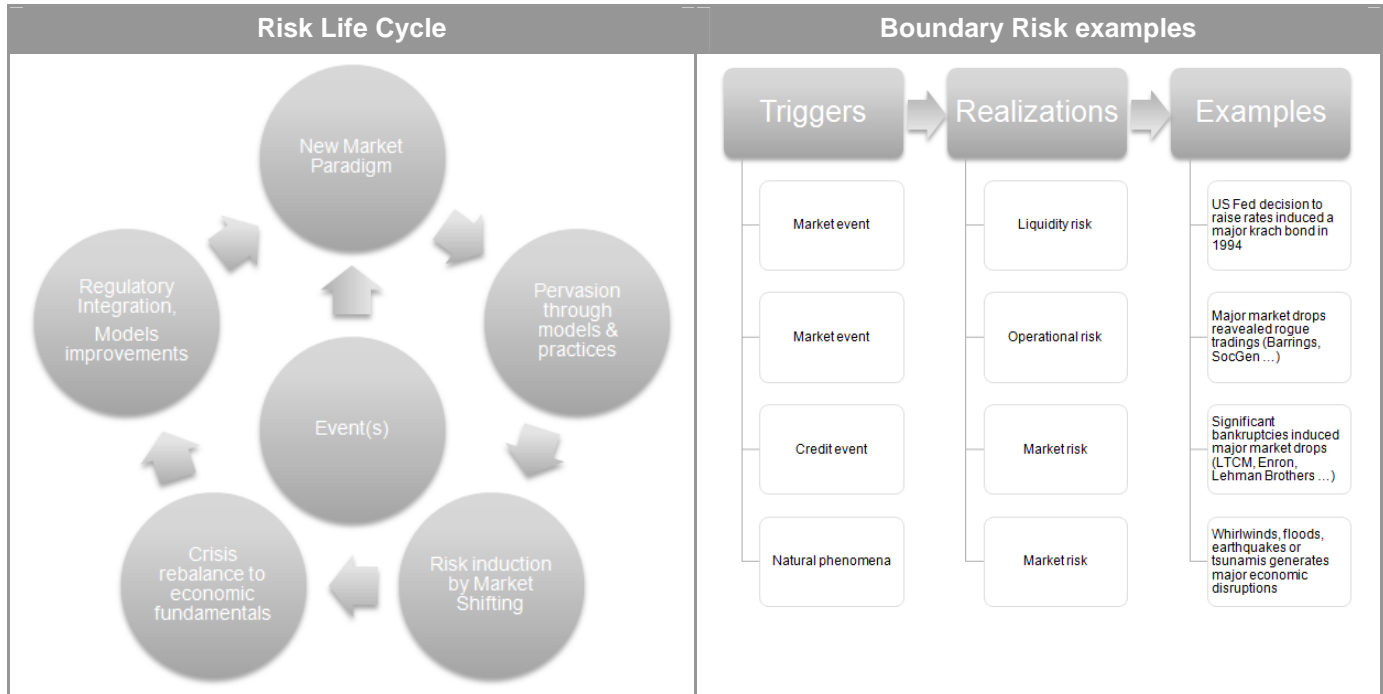 Risk Life Cycle
New Market
Paradigm
Pervasion
through
models &
practices
Risk induction
by Market
Shifting
Crisis
rebalance to
economic
fundamentals
Regulatory
Integration,
Models
improvements
Event(s)
Boundary Risk examples
Triggers
Realizations
Examples
Market event
Liquidity risk
US Fed decision to
raise rates induced a
major krach bond in
1994
Market event
Operational risk
Major market drops
reavealed rogue
tradings (Barrings,
SocGen ...)
Credit event
Market risk
Significant
bankruptcies induced
major market drops
(LTCM, Enron,
Lehman Brothers ...)
Natural phenomena
Market risk
Whirlwinds, floods,
earthquakes or
tsunamis generates
major economic
disruptions